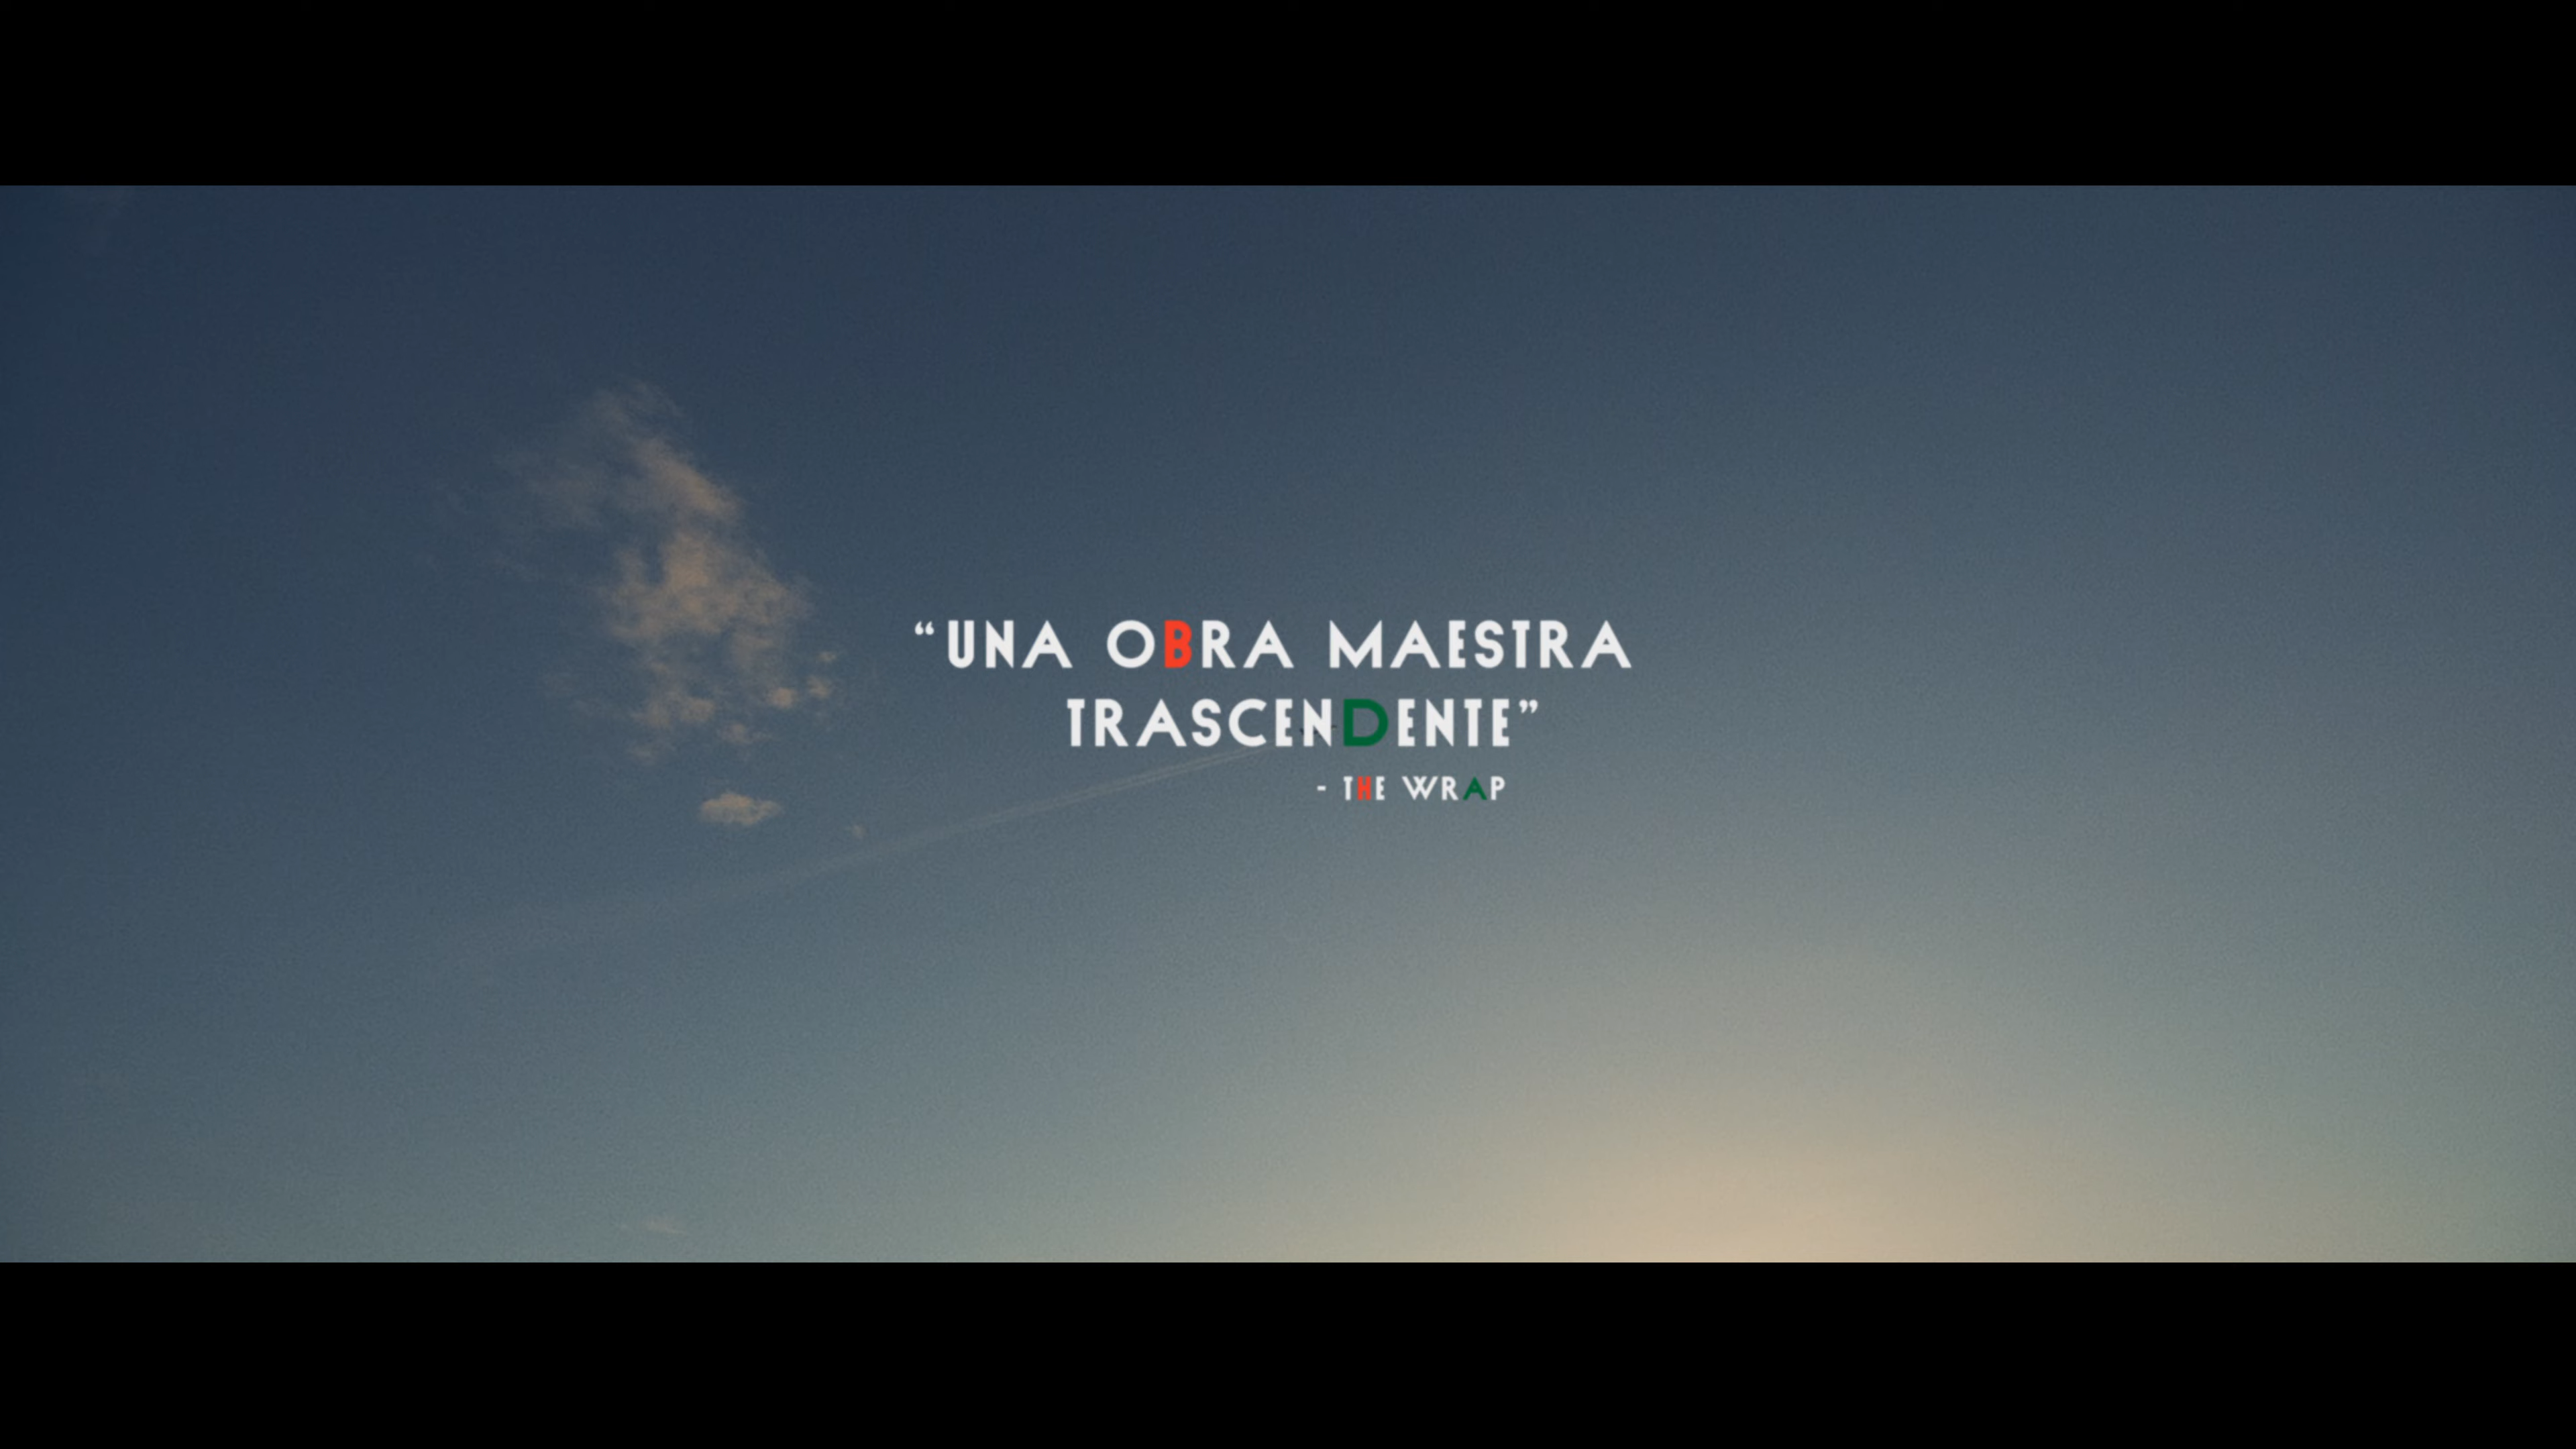 “UNA OBRA MAESTRA
TRASCENDENTE”
- THE WRAP